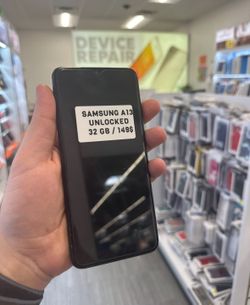 DEVICE
REPAIR
SAMSUNG A13
UNLOCKED
32 GB / 149$